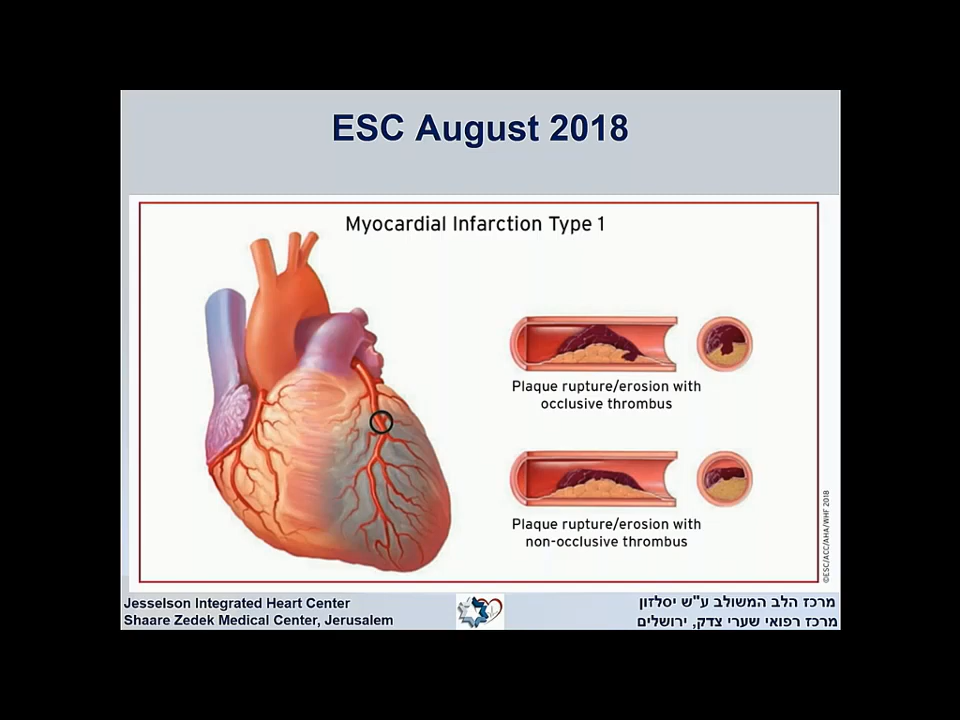 ESC August 2018
Myocardial Infarction Type 1
Plaque rupture/erosion with
occlusive thrombus
Plaque rupture/erosion with
non-occlusive thrombus
©ESC/ACC/AHA/WHF 2018
Jesselson Integrated Heart Center
Shaare Zedek Medical Center, Jerusalem
מרכז הלב המשולב ע"ש יסלזון
מרכז רפואי שערי צדק, ירושלים